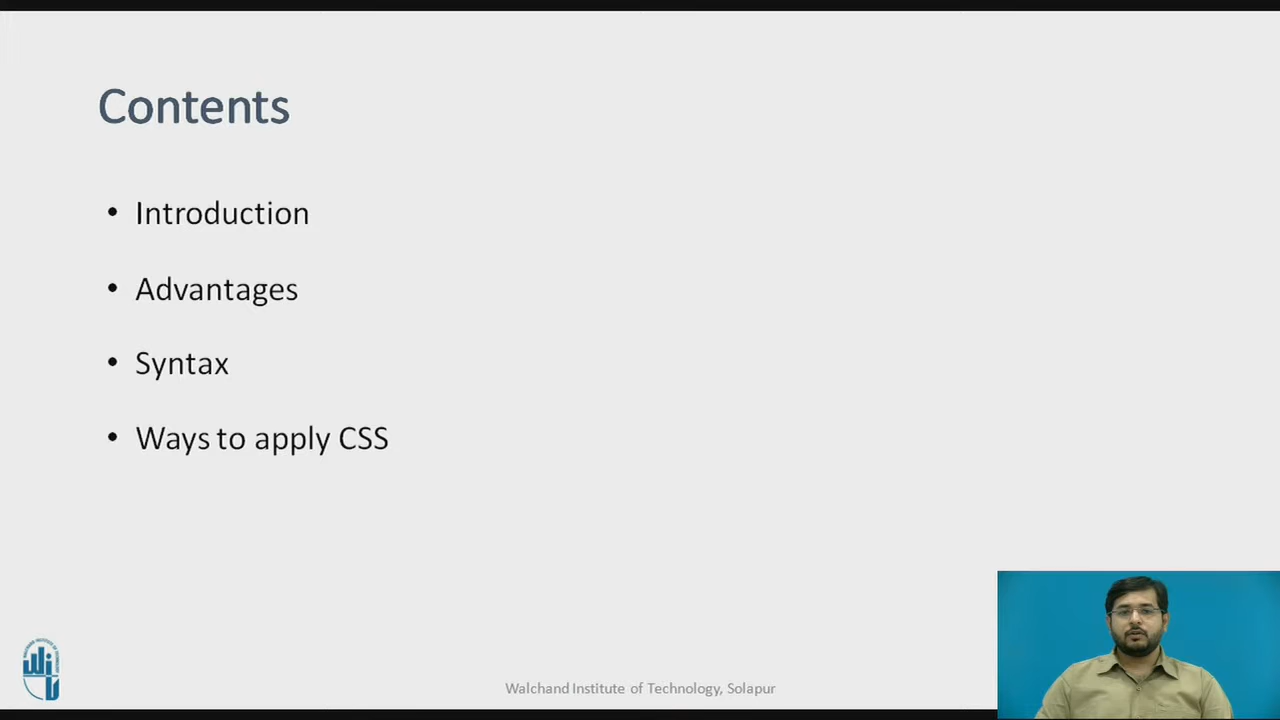 Contents
• Introduction
• Advantages
• Syntax
• Ways to apply CSS
Walchand Institute of Technology, Solapur